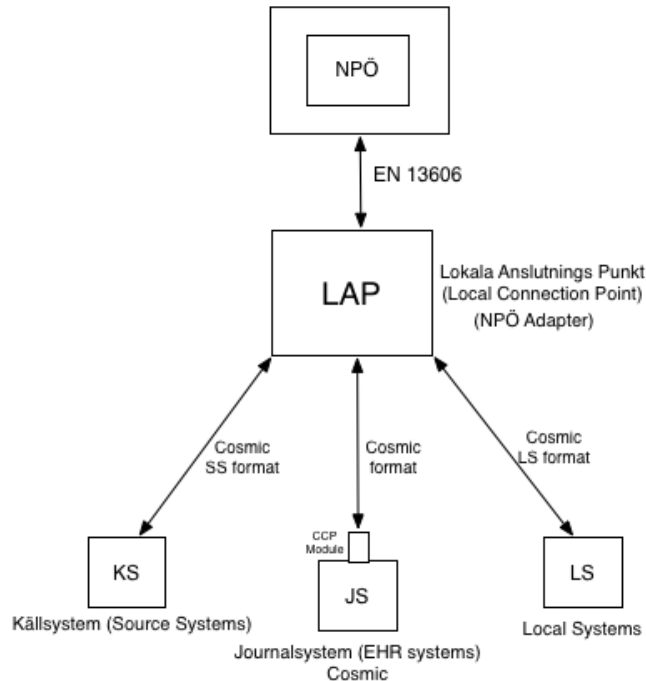 NPÖ
EN 13606
LAP
Lokala Anslutnings Punkt
(Local Connection Point)
(NPÖ Adapter)
Cosmic
SS format
Cosmic
format
Cosmic
LS format
CCP
Module
KS
JS
LS
Källsystem (Source Systems)
Journalsystem (EHR systems)
Cosmic
Local Systems